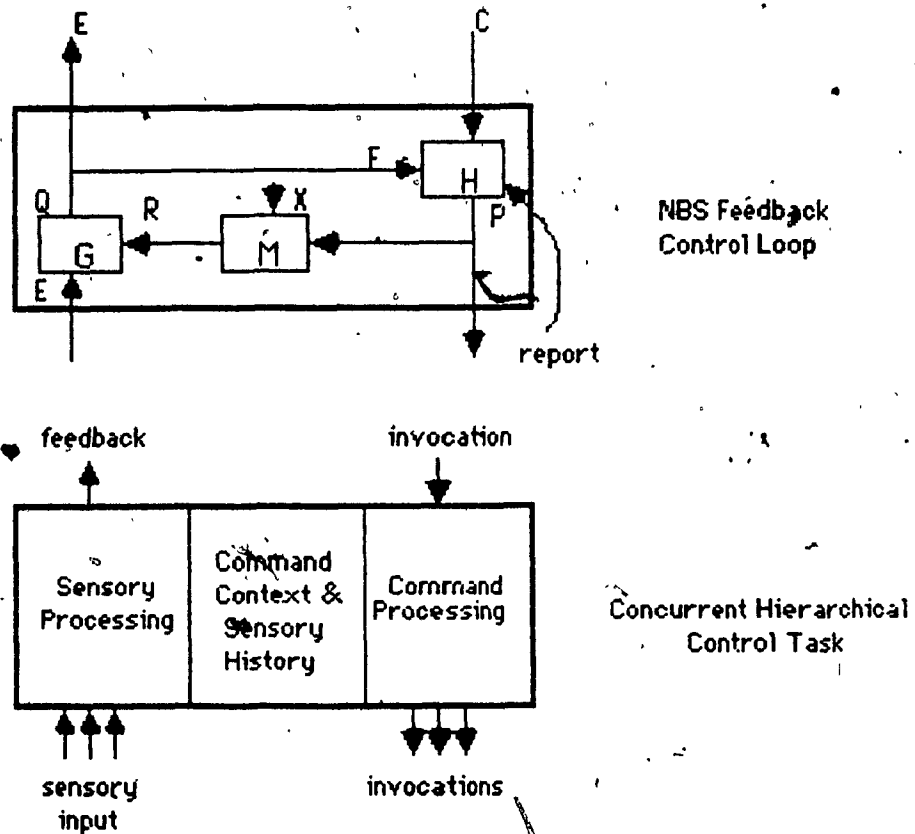 E
C
F
H
Q
R
X
P
G
M
E
NBS Feedback
Control Loop
report
feedback
invocation
Sensory
Processing
Command
Context &
Sensory
History
Command
Processing
Concurrent Hierarchical
Control Task
sensory
input
invocations